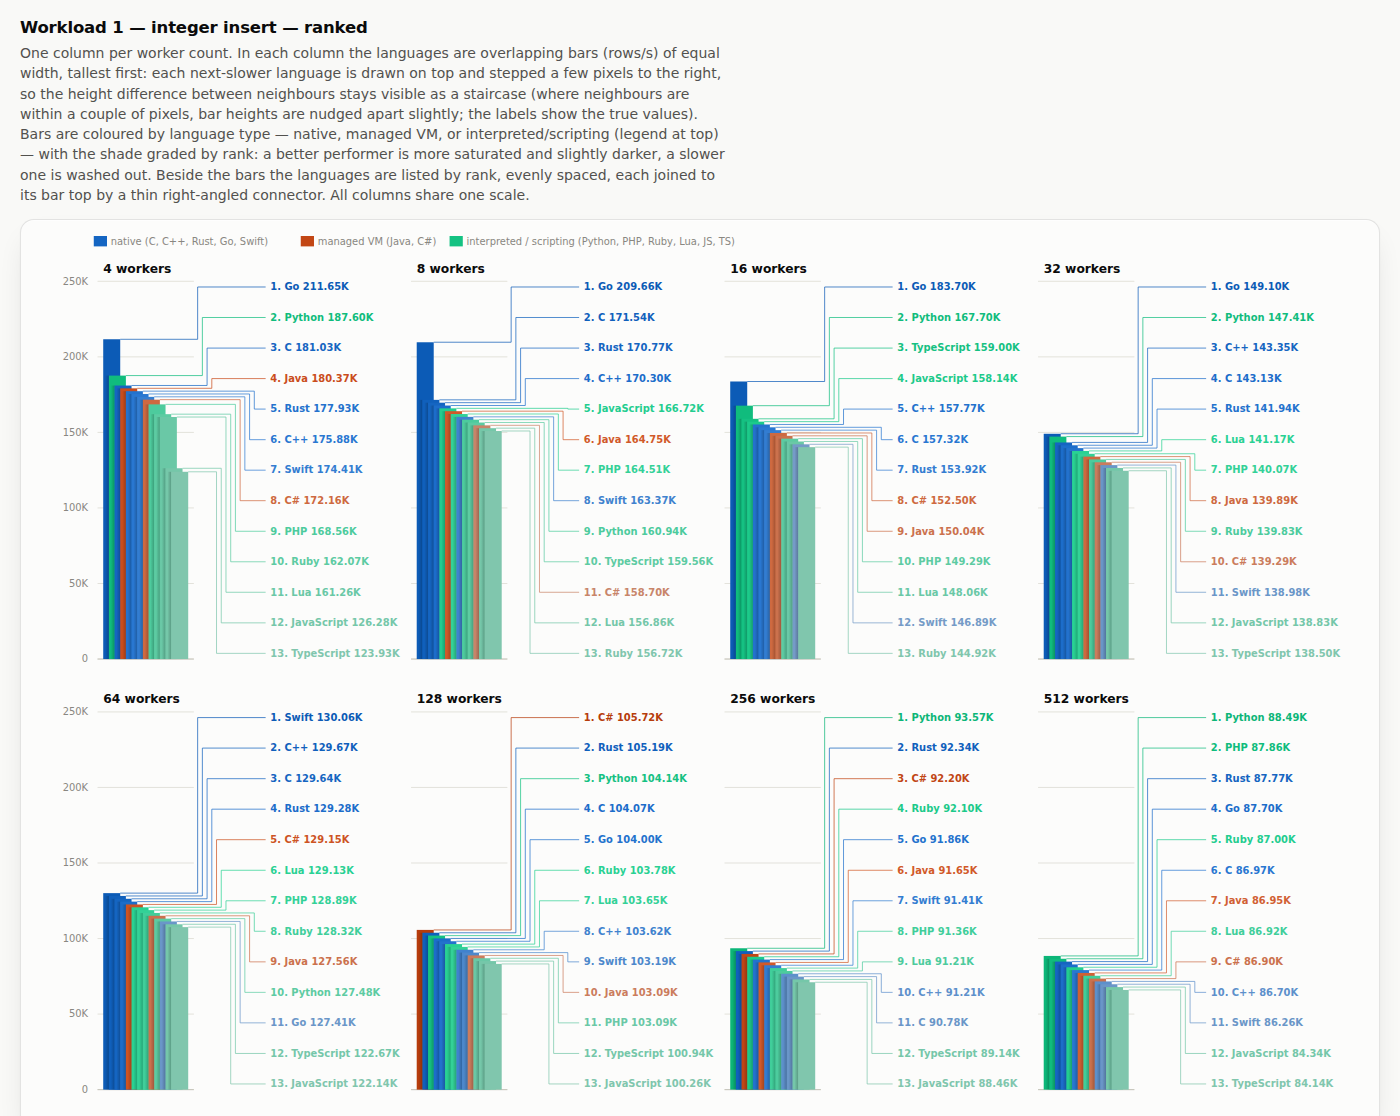 Workload 1 — integer insert — ranked
One column per worker count. In each column the languages are overlapping bars (rows/s) of equal
width, tallest first: each next-slower language is drawn on top and stepped a few pixels to the right,
so the height difference between neighbours stays visible as a staircase (where neighbours are
within a couple of pixels, bar heights are nudged apart slightly; the labels show the true values).
Bars are coloured by language type — native, managed VM, or interpreted/scripting (legend at top)
— with the shade graded by rank: a better performer is more saturated and slightly darker, a slower
one is washed out. Beside the bars the languages are listed by rank, evenly spaced, each joined to
its bar top by a thin right-angled connector. All columns share one scale.
native (C, C++, Rust, Go, Swift)
managed VM (Java, C#)
interpreted / scripting (Python, PHP, Ruby, Lua, JS, TS)
4 workers
250K
200K
150K
100K
50K
0
1. Go 211.65K
2. Python 187.60K
3. C 181.03K
4. Java 180.37K
5. Rust 177.93K
6. C++ 175.88K
7. Swift 174.41K
8. C# 172.16K
9. PHP 168.56K
10. Ruby 162.07K
11. Lua 161.26K
12. JavaScript 126.28K
13. TypeScript 123.93K
8 workers
1. Go 209.66K
2. C 171.54K
3. Rust 170.77K
4. C++ 170.30K
5. JavaScript 166.72K
6. Java 164.75K
7. PHP 164.51K
8. Swift 163.37K
9. Python 160.94K
10. TypeScript 159.56K
11. C# 158.70K
12. Lua 156.86K
13. Ruby 156.72K
16 workers
1. Go 183.70K
2. Python 167.70K
3. TypeScript 159.00K
4. JavaScript 158.14K
5. C++ 157.77K
6. C 157.32K
7. Rust 153.92K
8. C# 152.50K
9. Java 150.04K
10. PHP 149.29K
11. Lua 148.06K
12. Swift 146.89K
13. Ruby 144.92K
32 workers
1. Go 149.10K
2. Python 147.41K
3. C++ 143.35K
4. C 143.13K
5. Rust 141.94K
6. Lua 141.17K
7. PHP 140.07K
8. Java 139.89K
9. Ruby 139.83K
10. C# 139.29K
11. Swift 138.98K
12. JavaScript 138.83K
13. TypeScript 138.50K
64 workers
250K
200K
150K
100K
50K
0
1. Swift 130.06K
2. C++ 129.67K
3. C 129.64K
4. Rust 129.28K
5. C# 129.15K
6. Lua 129.13K
7. PHP 128.89K
8. Ruby 128.32K
9. Java 127.56K
10. Python 127.48K
11. Go 127.41K
12. TypeScript 122.67K
13. JavaScript 122.14K
128 workers
1. C# 105.72K
2. Rust 105.19K
3. Python 104.14K
4. C 104.07K
5. Go 104.00K
6. Ruby 103.78K
7. Lua 103.65K
8. C++ 103.62K
9. Swift 103.19K
10. Java 103.09K
11. PHP 103.09K
12. TypeScript 100.94K
13. JavaScript 100.26K
256 workers
1. Python 93.57K
2. Rust 92.34K
3. C# 92.20K
4. Ruby 92.10K
5. Go 91.86K
6. Java 91.65K
7. Swift 91.41K
8. PHP 91.36K
9. Lua 91.21K
10. C++ 91.21K
11. C 90.78K
12. TypeScript 89.14K
13. JavaScript 88.46K
512 workers
1. Python 88.49K
2. PHP 87.86K
3. Rust 87.77K
4. Go 87.70K
5. Ruby 87.00K
6. C 86.97K
7. Java 86.95K
8. Lua 86.92K
9. C# 86.90K
10. C++ 86.70K
11. Swift 86.26K
12. JavaScript 84.34K
13. TypeScript 84.14K